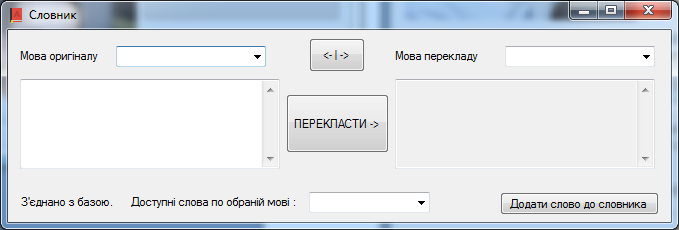 Словник
Мова оригіналу
<-|->
Мова перекладу
ПЕРЕКЛАСТИ ->
З'єднано з базою.
Доступні слова по обраній мові :
Додати слово до словника